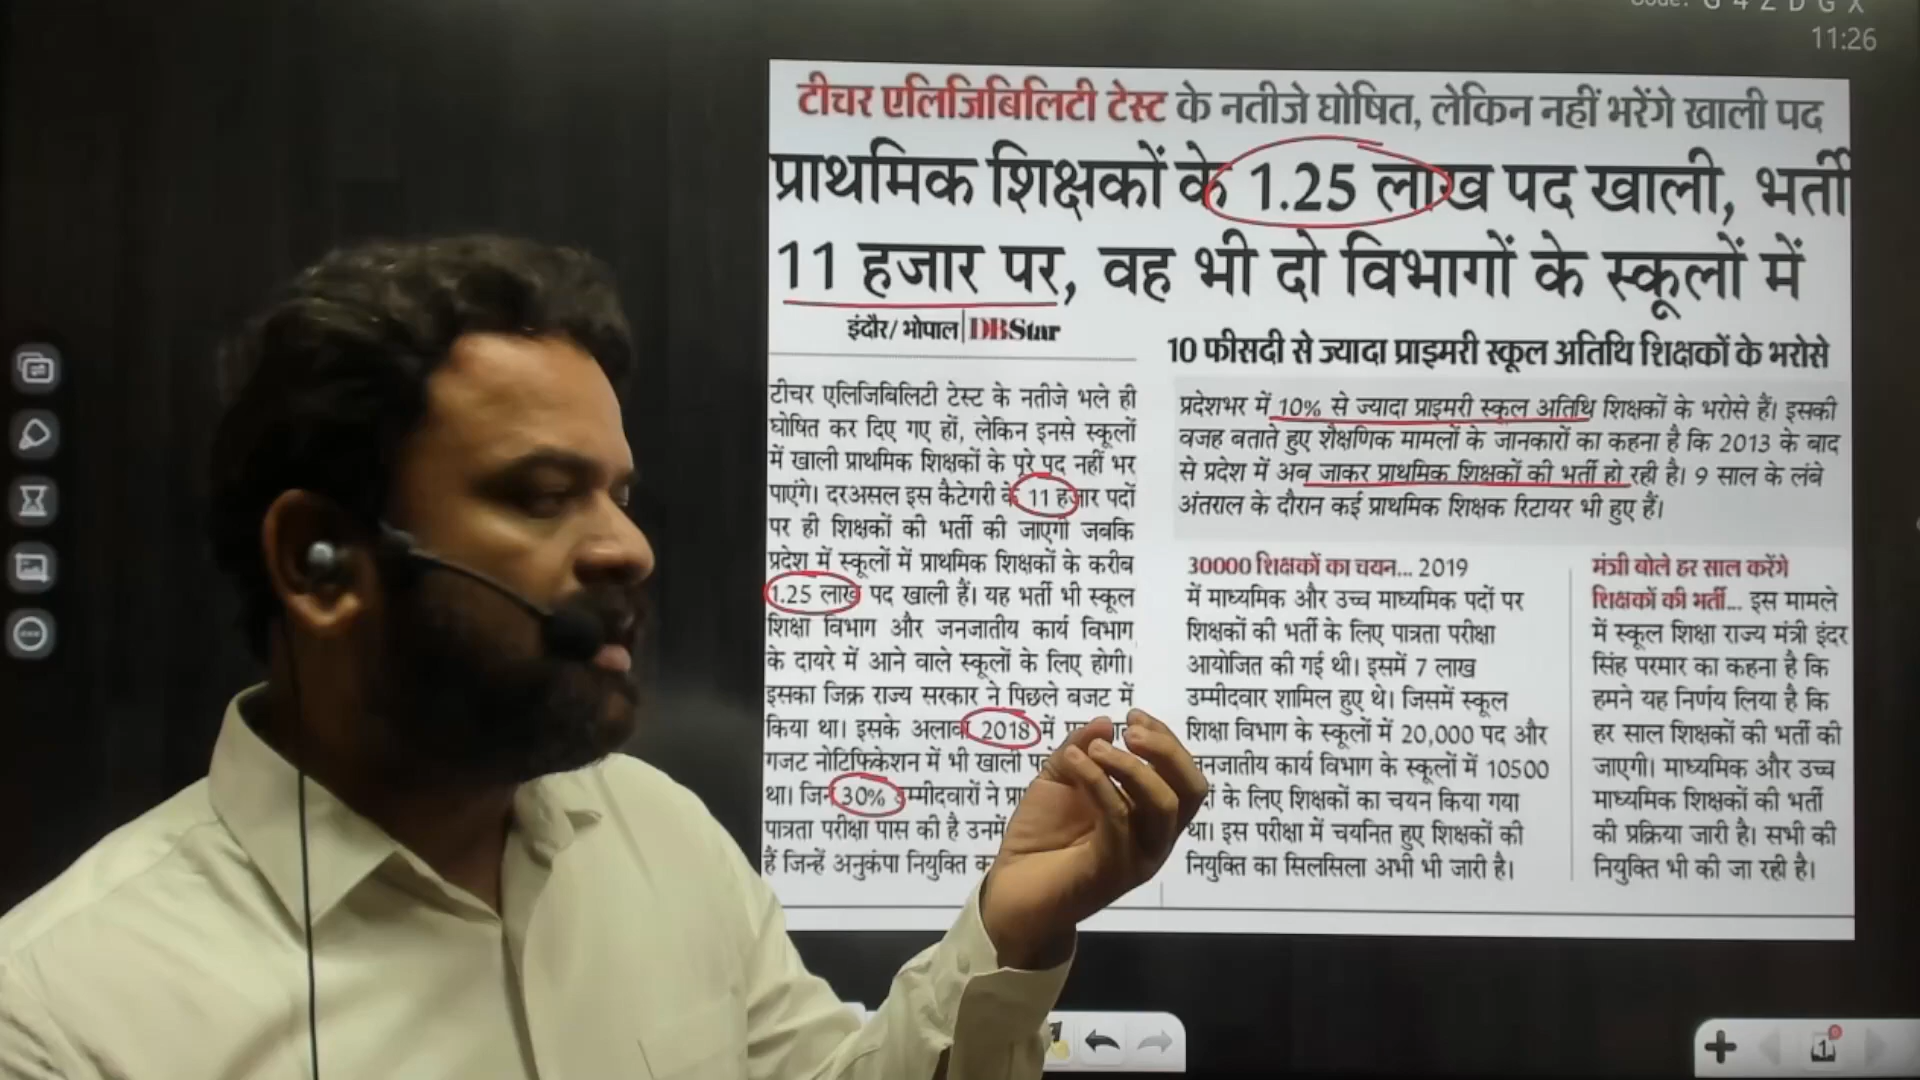 Code: G 4 Z D G X
11:26
टीचर एलिजिबिलिटी टेस्ट के नतीजे घोषित, लेकिन नहीं भरेंगे खाली पद
प्राथमिक शिक्षकों के 1.25 लाख पद खाली, भर्ती
11 हजार पर, वह भी दो विभागों के स्कूलों में
इंदौर/भोपाल|DBStar
टीचर एलिजिबिलिटी टेस्ट के नतीजे भले ही
घोषित कर दिए गए हों, लेकिन इनसे स्कूलों
में खाली प्राथमिक शिक्षकों के पूरे पद नहीं भर
पाएंगे। दरअसल इस कैटेगरी के 11 हजार पदों
पर ही शिक्षकों की भर्ती की जाएगी जबकि
प्रदेश में स्कूलों में प्राथमिक शिक्षकों के करीब
1.25 लाख पद खाली हैं। यह भर्ती भी स्कूल
शिक्षा विभाग और जनजातीय कार्य विभाग
के दायरे में आने वाले स्कूलों के लिए होगी।
इसका जिक्र राज्य सरकार ने पिछले बजट में
किया था। इसके अलावा 2018 में
गजट नोटिफिकेशन में भी खाली
था। जिन 30% उम्मीदवारों ने
पात्रता परीक्षा पास की है उनमें
हैं जिन्हें अनुकंपा नियुक्ति
10 फीसदी से ज्यादा प्राइमरी स्कूल अतिथि शिक्षकों के भरोसे
प्रदेशभर में 10% से ज्यादा प्राइमरी स्कूल अतिथि शिक्षकों के भरोसे हैं। इसकी
वजह बताते हुए शैक्षणिक मामलों के जानकारों का कहना है कि 2013 के बाद
से प्रदेश में अब जाकर प्राथमिक शिक्षकों की भर्ती हो रही है। 9 साल के लंबे
अंतराल के दौरान कई प्राथमिक शिक्षक रिटायर भी हुए हैं।
30000 शिक्षकों का चयन... 2019
में माध्यमिक और उच्च माध्यमिक पदों पर
शिक्षकों की भर्ती के लिए पात्रता परीक्षा
आयोजित की गई थी। इसमें 7 लाख
उम्मीदवार शामिल हुए थे। जिसमें स्कूल
शिक्षा विभाग के स्कूलों में 20,000 पद और
जनजातीय कार्य विभाग के स्कूलों में 10500
के लिए शिक्षकों का चयन किया गया
था। इस परीक्षा में चयनित हुए शिक्षकों की
नियुक्ति का सिलसिला अभी भी जारी है।
मंत्री बोले हर साल करेंगे
शिक्षकों की भर्ती... इस मामले
में स्कूल शिक्षा राज्य मंत्री इंदर
सिंह परमार का कहना है कि
हमने यह निर्णय लिया है कि
हर साल शिक्षकों की भर्ती की
जाएगी। माध्यमिक और उच्च
माध्यमिक शिक्षकों की भर्ती
की प्रक्रिया जारी है। सभी की
नियुक्ति भी की जा रही है।
1